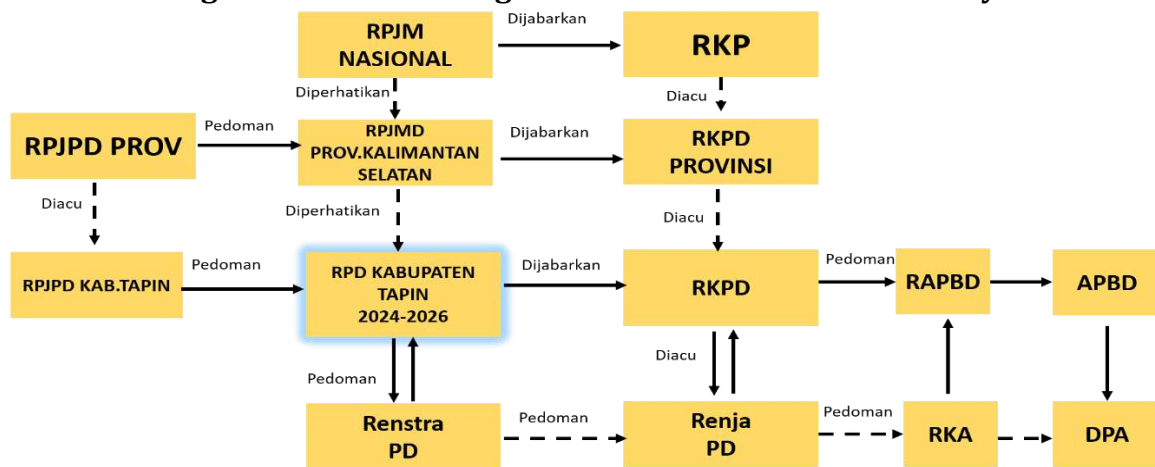 RPJM
NASIONAL
Dijabarkan
RKP
Diperhatikan
Diacu
RPJPD PROV
Pedoman
RPJMD
PROV.KALIMANTAN
SELATAN
Dijabarkan
RKPD
PROVINSI
Diacu
Diperhatikan
Diacu
RPJPD KAB.TAPIN
Pedoman
RPD KABUPATEN
TAPIN
2024-2026
Dijabarkan
RKPD
Pedoman
RAPBD
APBD
Pedoman
Diacu
Renstra
PD
Pedoman
Renja
PD
Pedoman
RKA
DPA